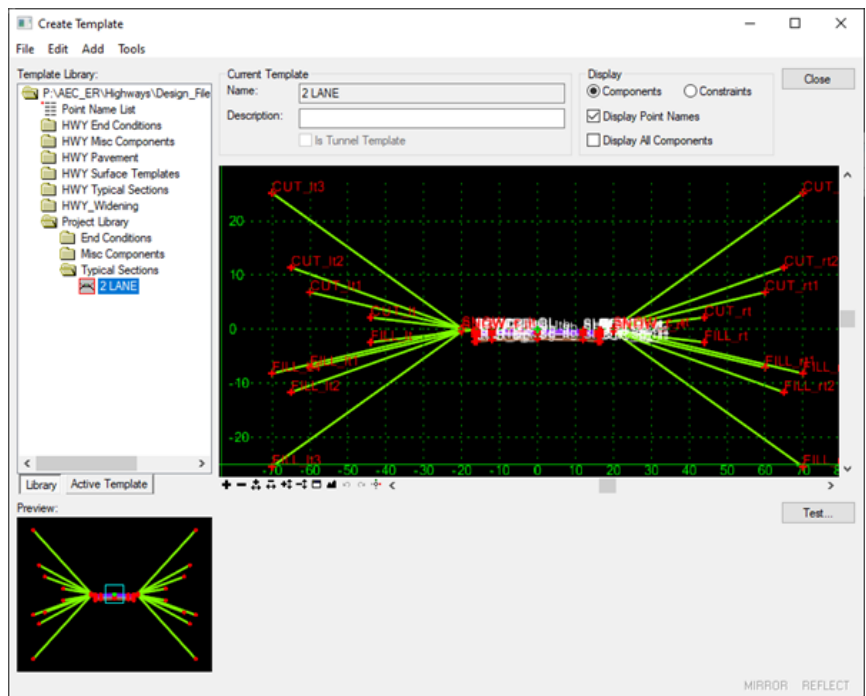 Create Template
File Edit Add Tools
Template Library:
P:\AEC_ER\Highways\Design_File
Point Name List
HWY End Conditions
HWY Misc Components
HWY Pavement
HWY Surface Templates
HWY Typical Sections
HWY_Widening
Project Library
End Conditions
Misc Components
Typical Sections
2 LANE
Library Active Template
Current Template
Name: 2 LANE
Description:
Is Tunnel Template
Display
Components Constraints
Display Point Names
Display All Components
Close
CUT_lt3 CUT_
20
CUT_lt2 CUT_rt2
10
CUT_lt1 CUT_rt1
CUT_rt
0
FILL_rt
FILL_rt1
-10
FILL_lt2 FILL_rt2
-20
FILL_lt3 FILL_
-70 -60 -50 -40 -30 -20 -10 0 10 20 30 40 50 60 70 8
Test...
Preview:
MIRROR REFLECT